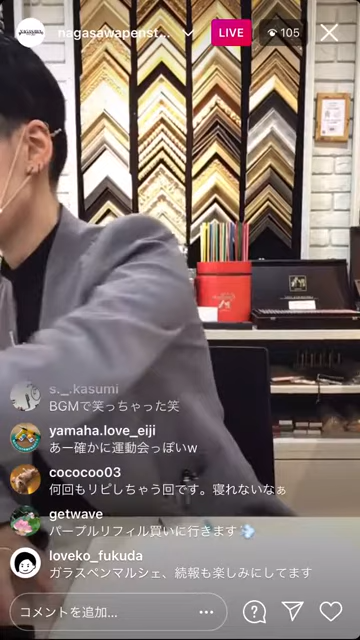 nagasawapenst...
LIVE
105
s._.kasumi
BGMで笑っちゃった笑
yamaha.love_eiji
あー確かに運動会っぽいw
cococoo03
何回もリピしちゃう回です。寝れないなぁ
getwave
パープルリフィル買いに行きます💨
loveko_fukuda
ガラスペンマルシェ、続報も楽しみにしてます
コメントを追加...